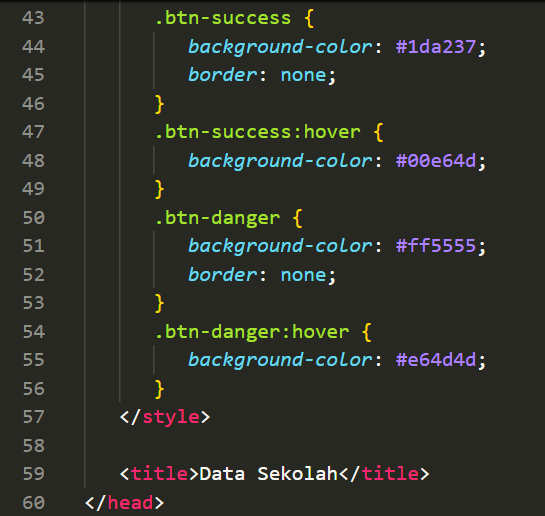 43 .btn-success {
44 background-color: #1da237;
45 border: none;
46 }
47 .btn-success:hover {
48 background-color: #00e64d;
49 }
50 .btn-danger {
51 background-color: #ff5555;
52 border: none;
53 }
54 .btn-danger:hover {
55 background-color: #e64d4d;
56 }
57 </style>
58
59 <title>Data Sekolah</title>
60 </head>